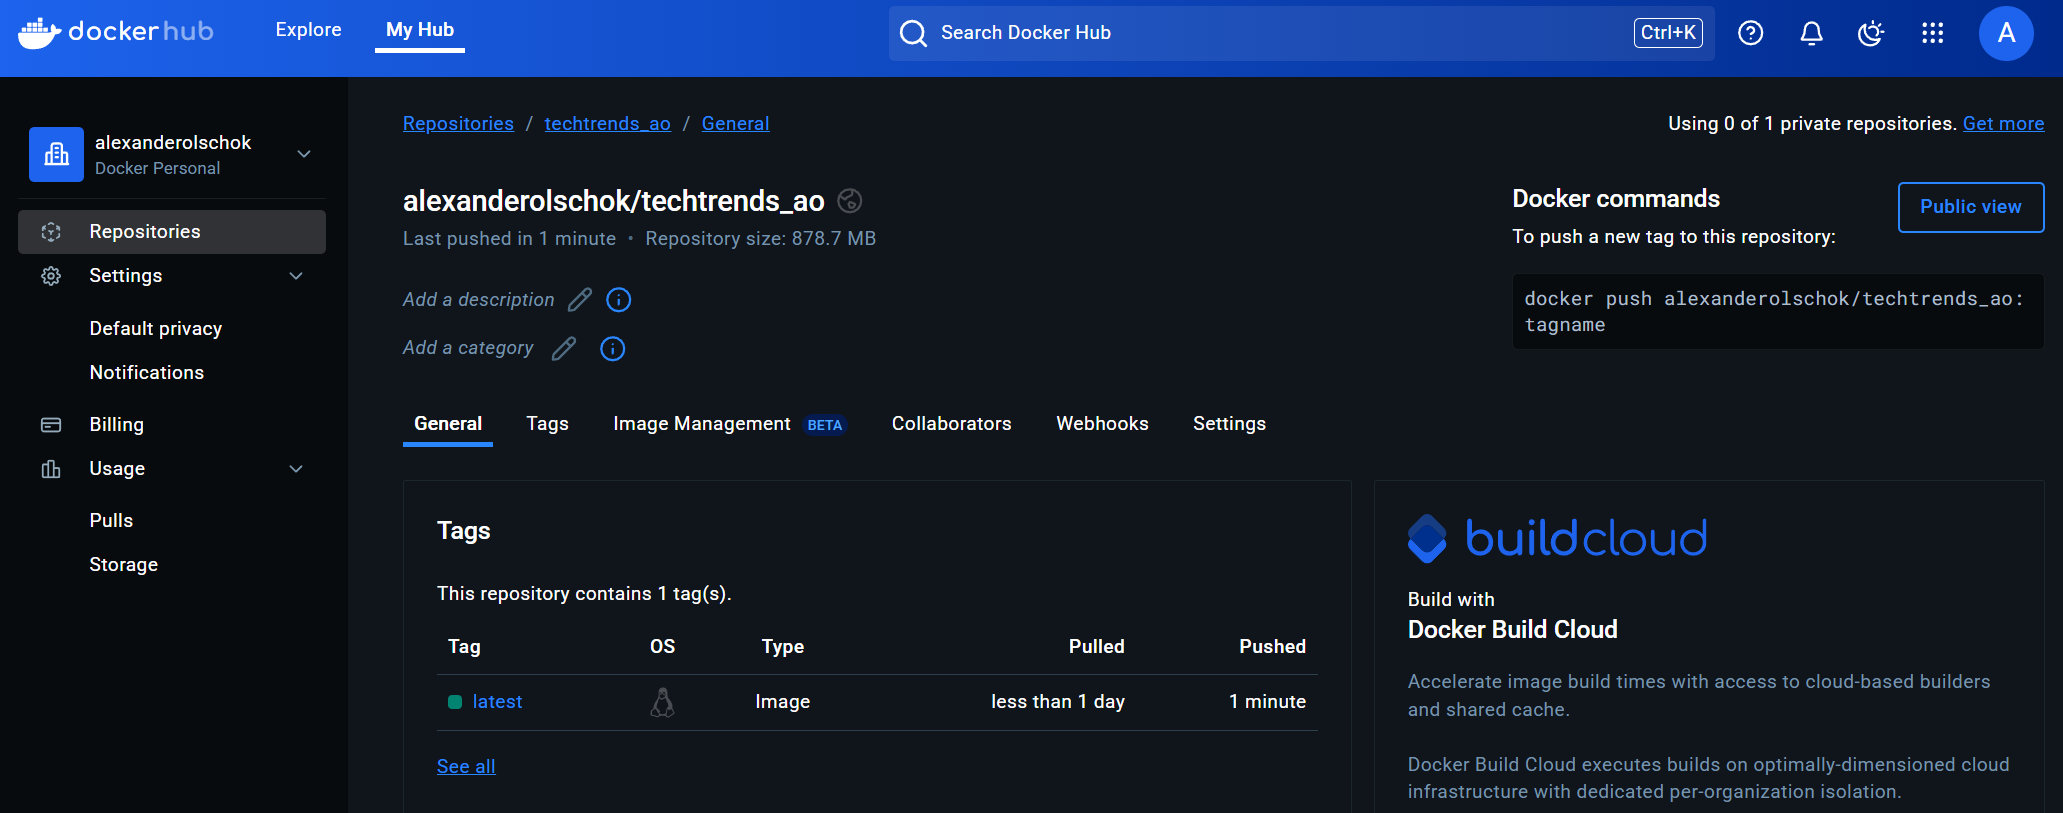 dockerhub
Explore
My Hub
Search Docker Hub
Ctrl+K
A
alexanderolschok
Docker Personal
Repositories
Settings
Default privacy
Notifications
Billing
Usage
Pulls
Storage
Repositories / techtrends_ao / General
Using 0 of 1 private repositories. Get more
alexanderolschok/techtrends_ao
Last pushed in 1 minute • Repository size: 878.7 MB
Add a description
Add a category
Docker commands
Public view
To push a new tag to this repository:
docker push alexanderolschok/techtrends_ao:
tagname
General Tags Image Management BETA Collaborators Webhooks Settings
Tags
This repository contains 1 tag(s).
Tag OS Type Pulled Pushed
latest Image less than 1 day 1 minute
See all
buildcloud
Build with
Docker Build Cloud
Accelerate image build times with access to cloud-based builders
and shared cache.
Docker Build Cloud executes builds on optimally-dimensioned cloud
infrastructure with dedicated per-organization isolation.